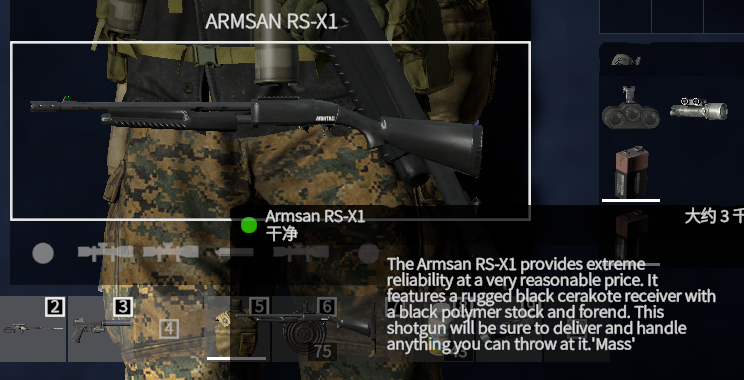 ARMSAN RS-X1
Armsan RS-X1
干净
大约 3 千
The Armsan RS-X1 provides extreme
reliability at a very reasonable price. It
features a rugged black cerakote receiver with
a black polymer stock and forend. This
shotgun will be sure to deliver and handle
anything you can throw at it.'Mass'
2
3
4
5
6
75